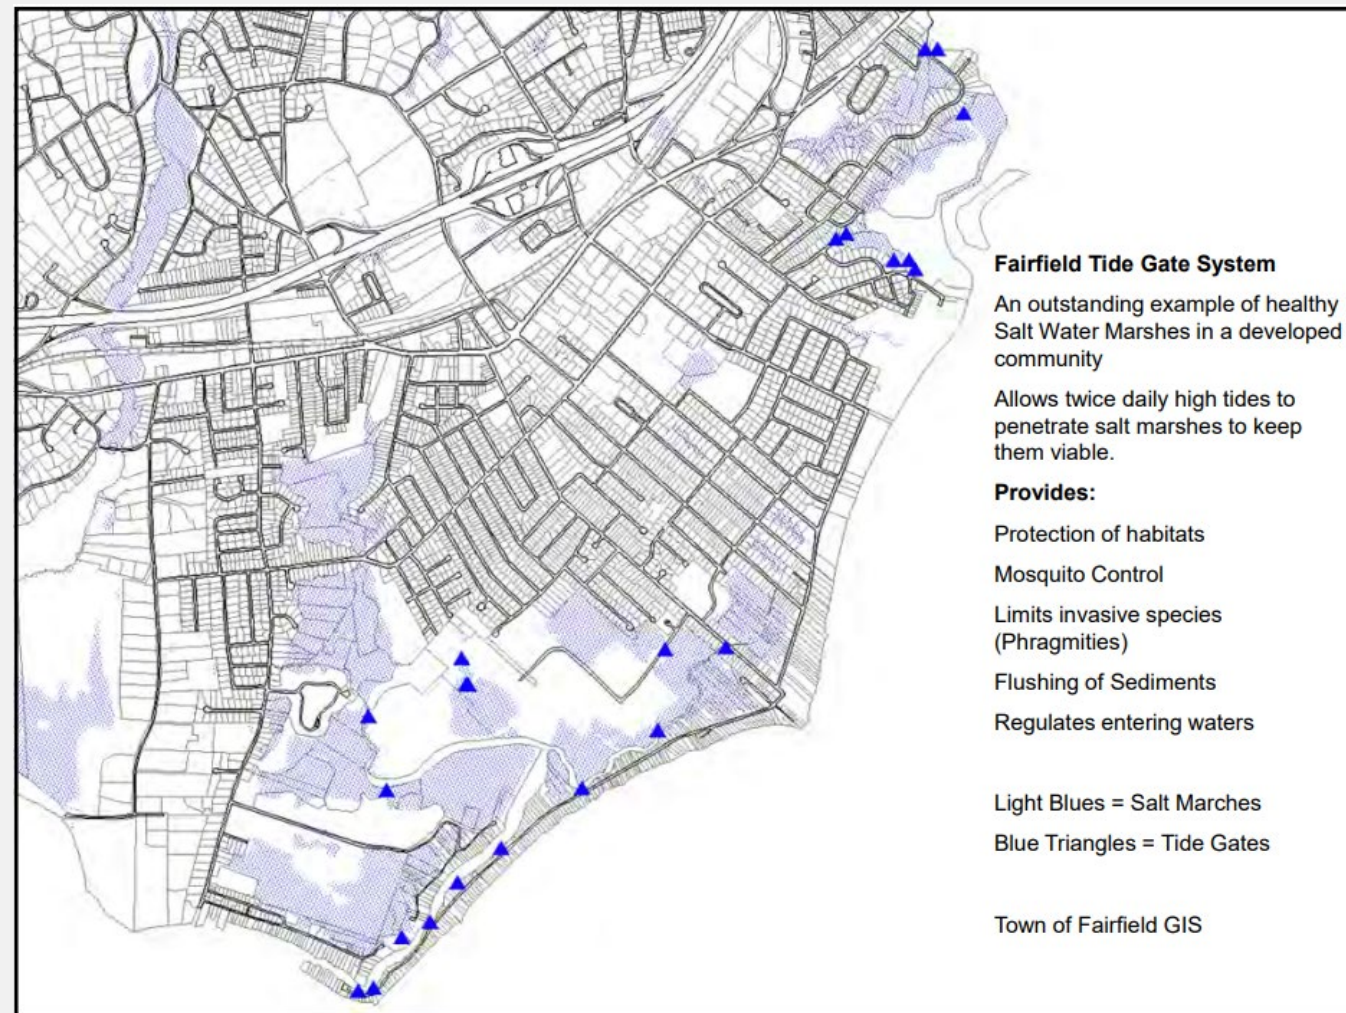 Fairfield Tide Gate System
An outstanding example of healthy
Salt Water Marshes in a developed
community
Allows twice daily high tides to
penetrate salt marshes to keep
them viable.
Provides:
Protection of habitats
Mosquito Control
Limits invasive species
(Phragmities)
Flushing of Sediments
Regulates entering waters
Light Blues = Salt Marches
Blue Triangles = Tide Gates
Town of Fairfield GIS